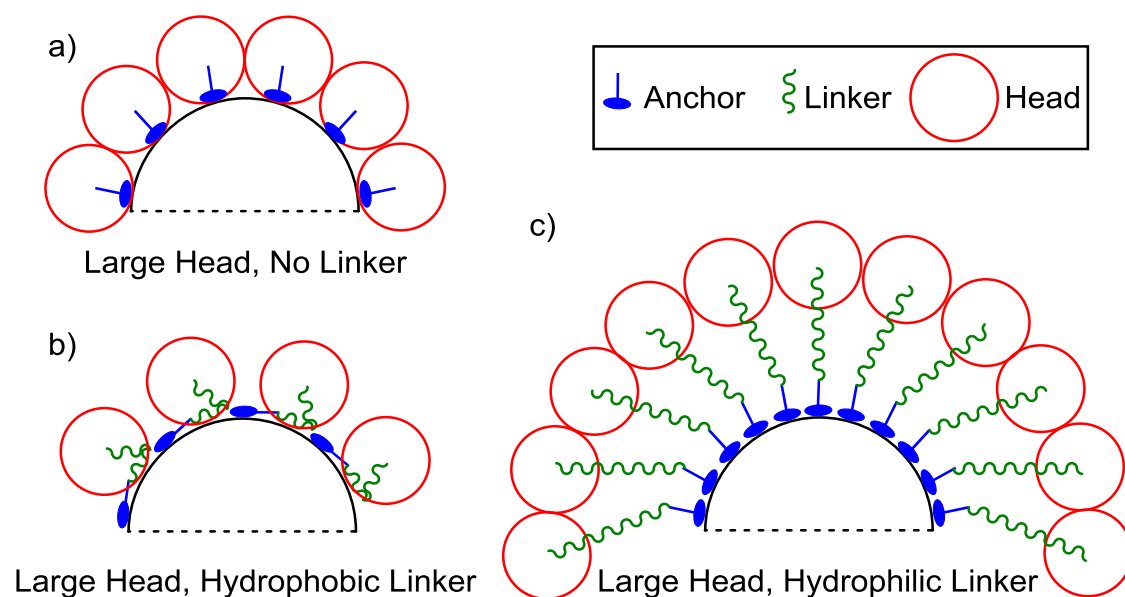 a)
Anchor
Linker
Head
Large Head, No Linker
c)
b)
Large Head, Hydrophobic Linker
Large Head, Hydrophilic Linker